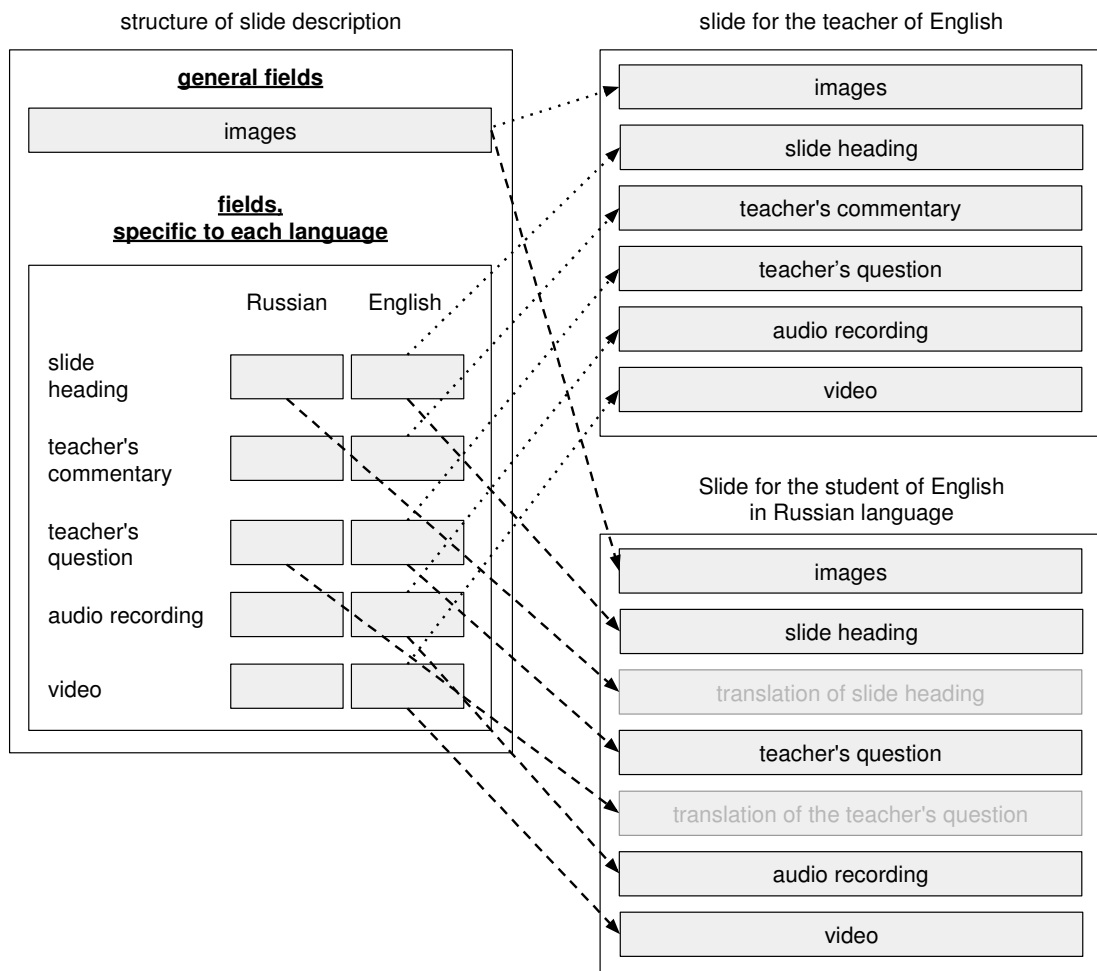 structure of slide description
general fields
images
fields,
specific to each language
Russian English
slide
heading
teacher's
commentary
teacher's
question
audio recording
video
slide for the teacher of English
images
slide heading
teacher's commentary
teacher’s question
audio recording
video
Slide for the student of English
in Russian language
images
slide heading
translation of slide heading
teacher's question
translation of the teacher's question
audio recording
video